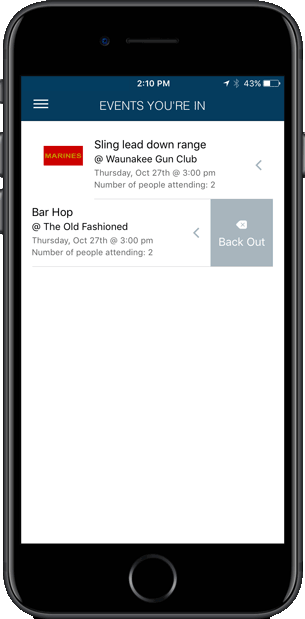 2:10 PM
43%
EVENTS YOU'RE IN
MARINES
Sling lead down range
@ Waunakee Gun Club
Thursday, Oct 27th @ 3:00 pm
Number of people attending: 2
Bar Hop
@ The Old Fashioned
Thursday, Oct 27th @ 3:00 pm
Number of people attending: 2
Back Out